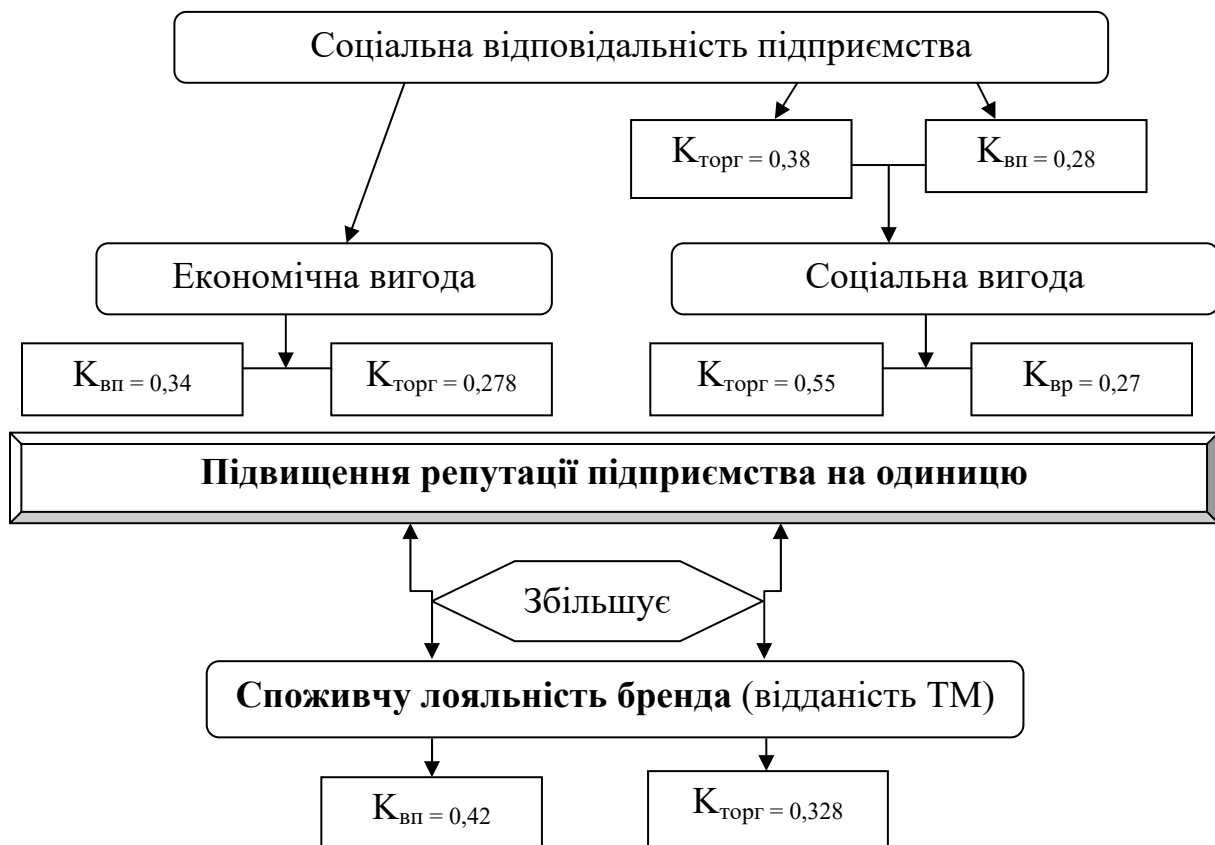 Соціальна відповідальність підприємства
Kторг = 0,38
Kвп = 0,28
Економічна вигода
Соціальна вигода
Kвп = 0,34
Kторг = 0,278
Kторг = 0,55
Kвр = 0,27
Підвищення репутації підприємства на одиницю
Збільшує
Споживчу лояльність бренда (відданість ТМ)
Kвп = 0,42
Kторг = 0,328